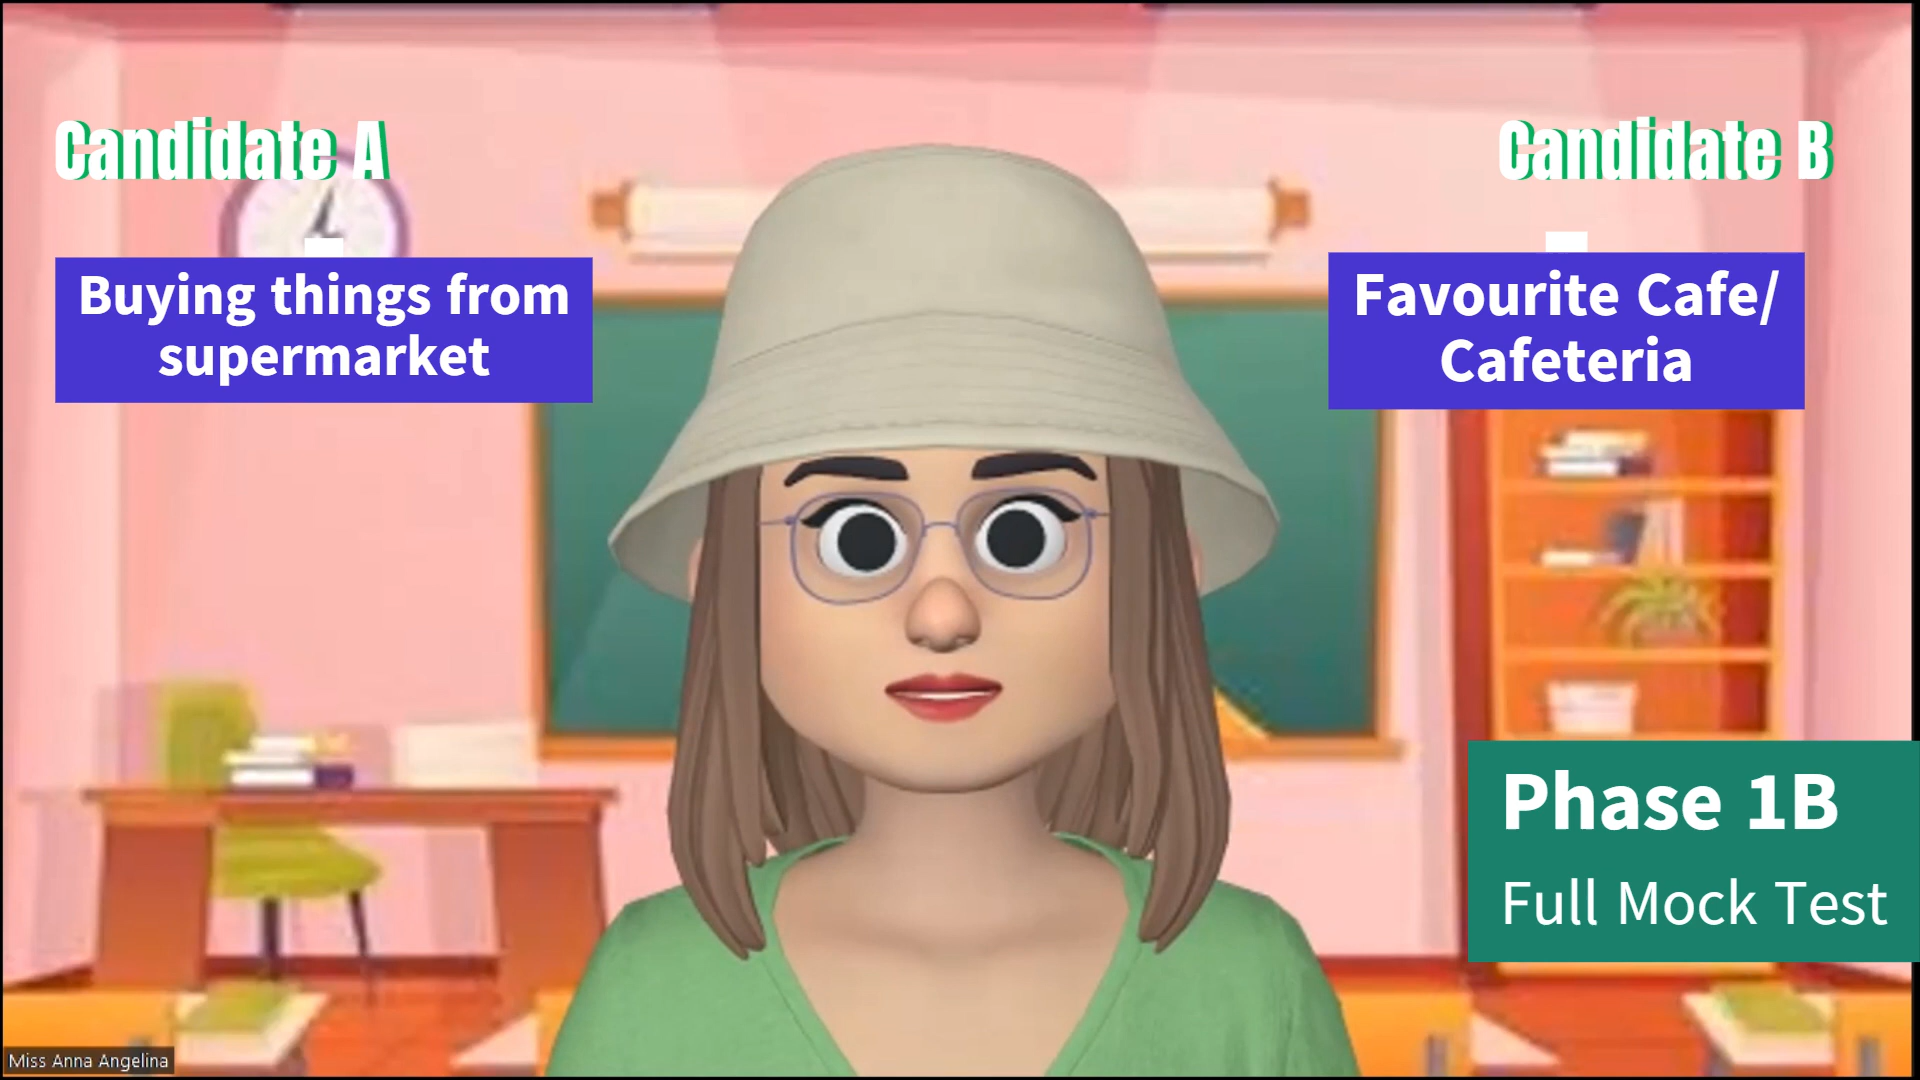 Candidate A
Buying things from
supermarket
Candidate B
Favourite Cafe/
Cafeteria
Phase 1B
Full Mock Test
Miss Anna Angelina